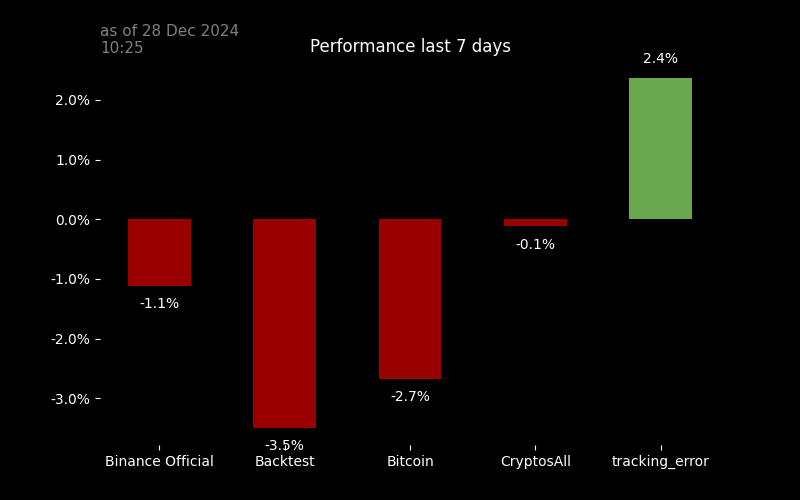 as of 28 Dec 2024
10:25
Performance last 7 days
2.4%
2.0%
1.0%
0.0%
-0.1%
-1.0%
-1.1%
-2.0%
-2.7%
-3.0%
-3.5%
Binance Official
Backtest
Bitcoin
CryptosAll
tracking_error